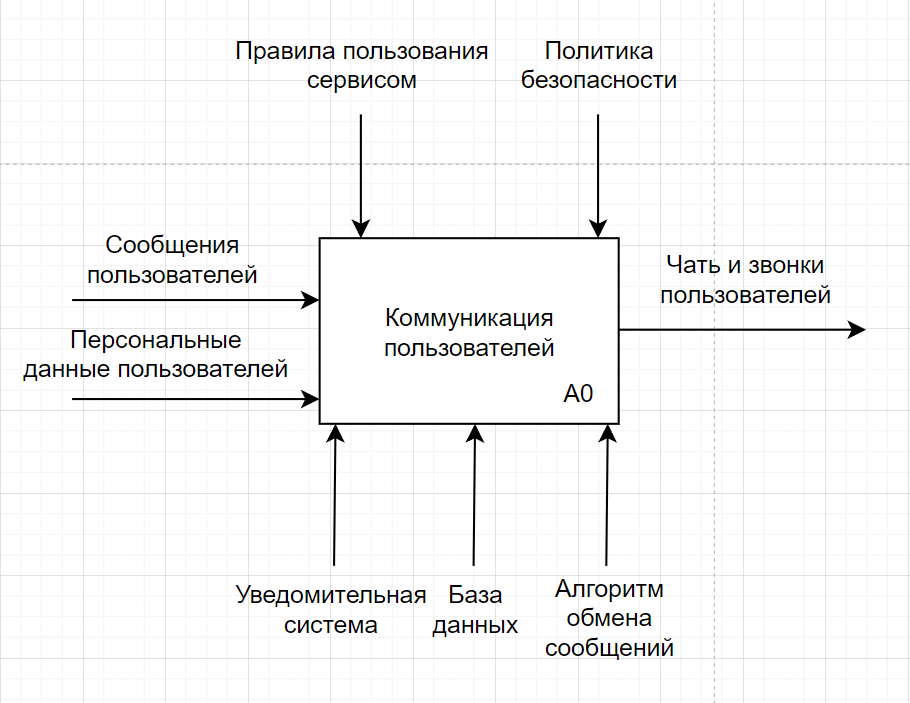 Правила пользования
сервисом
Политика
безопасности
Сообщения
пользователей
Персональные
данные пользователей
Коммуникация
пользователей
A0
Чать и звонки
пользователей
Уведомительная
система
База
данных
Алгоритм
обмена
сообщений